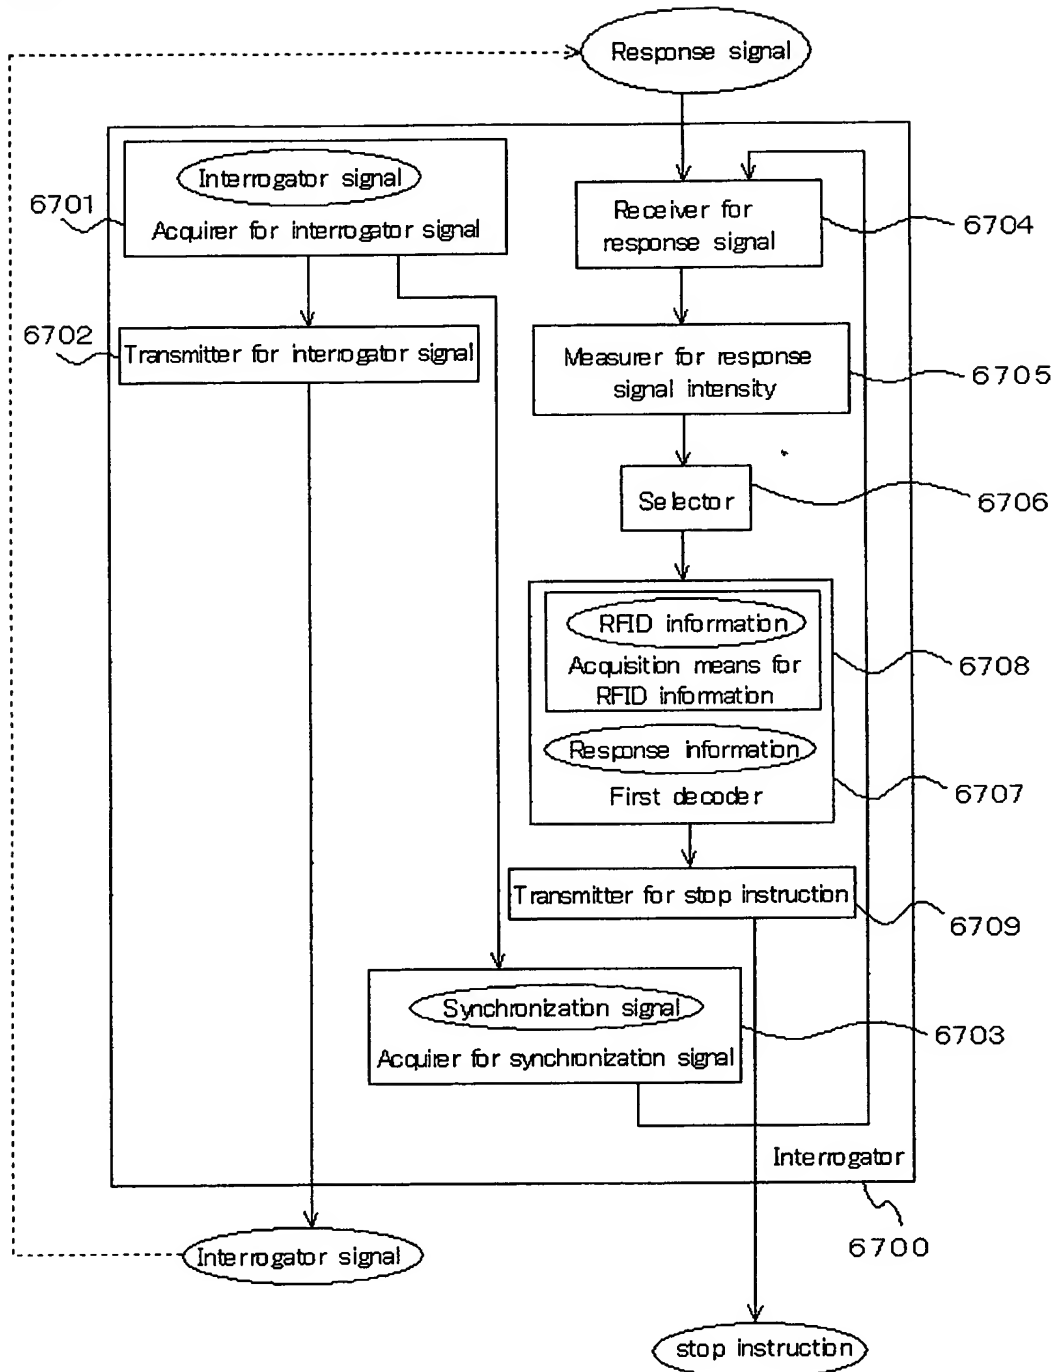 Response signal
Interrogator signal
6701
Acquirer for interrogator signal
Receiver for
response signal
6704
6702
Transmitter for interrogator signal
Measurer for response
signal intensity
6705
Selector
6706
RFID information
Acquisition means for
RFID information
6708
Response information
First decoder
6707
Transmitter for stop instruction
6709
Synchronization signal
Acquirer for synchronization signal
6703
Interrogator
6700
Interrogator signal
stop instruction